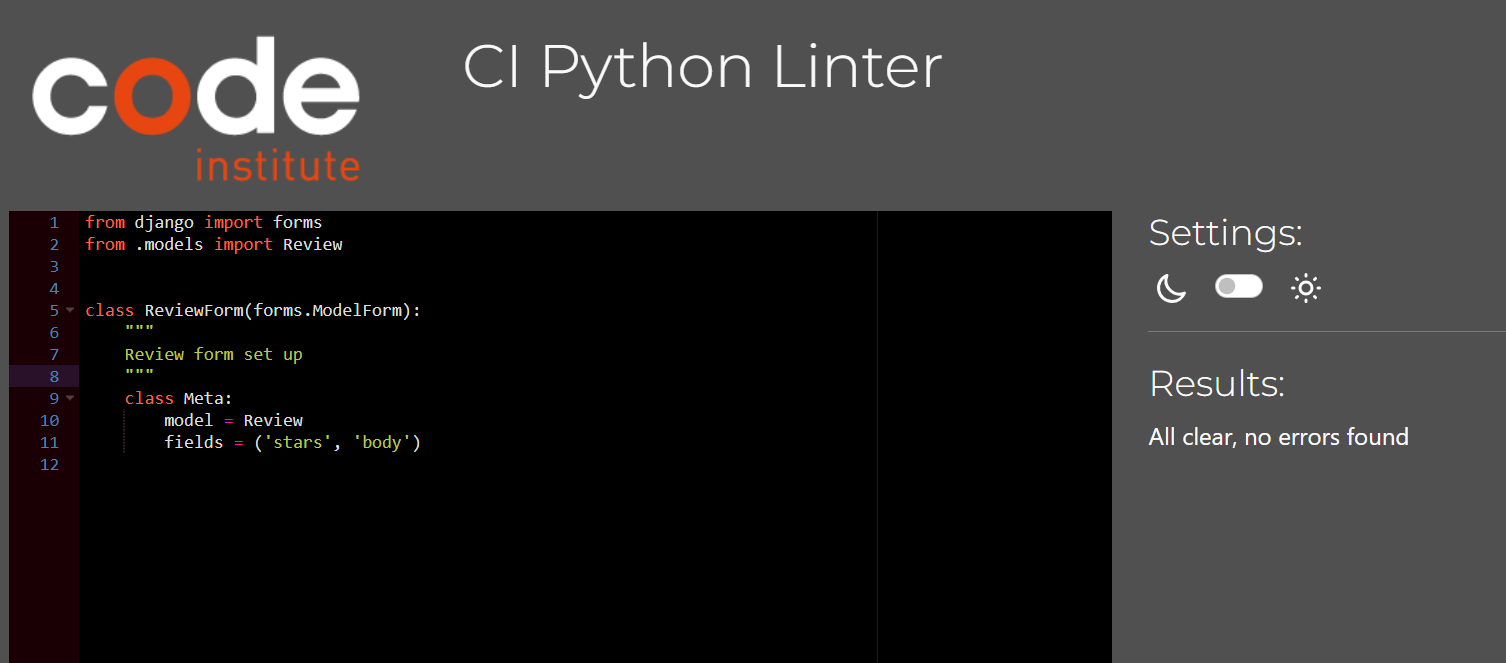 code
institute
CI Python Linter
1 from django import forms
2 from .models import Review
3
4
5 class ReviewForm(forms.ModelForm):
6     """
7     Review form set up
8     """
9     class Meta:
10         model = Review
11         fields = ('stars', 'body')
12
Settings:
Results:
All clear, no errors found